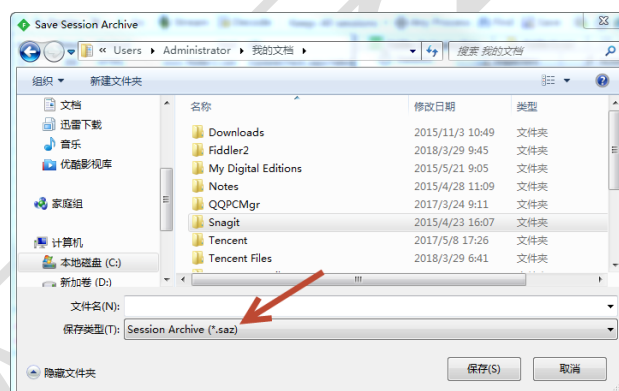 Save Session Archive
« Users ▸ Administrator ▸ 我的文档 ▸
搜索 我的文档
组织 新建文件夹
文档
迅雷下载
音乐
优酷影视库
家庭组
计算机
本地磁盘 (C:)
新加卷 (D:)
名称 修改日期 类型
Downloads 2015/11/3 10:49 文件夹
Fiddler2 2018/3/29 9:45 文件夹
My Digital Editions 2015/5/21 9:05 文件夹
Notes 2015/4/28 11:09 文件夹
QQPCMgr 2017/3/24 9:11 文件夹
Snagit 2015/4/23 16:07 文件夹
Tencent 2017/5/8 17:26 文件夹
Tencent Files 2018/3/29 6:41 文件夹
文件名(N):
保存类型(T): Session Archive (*.saz)
隐藏文件夹 保存(S) 取消